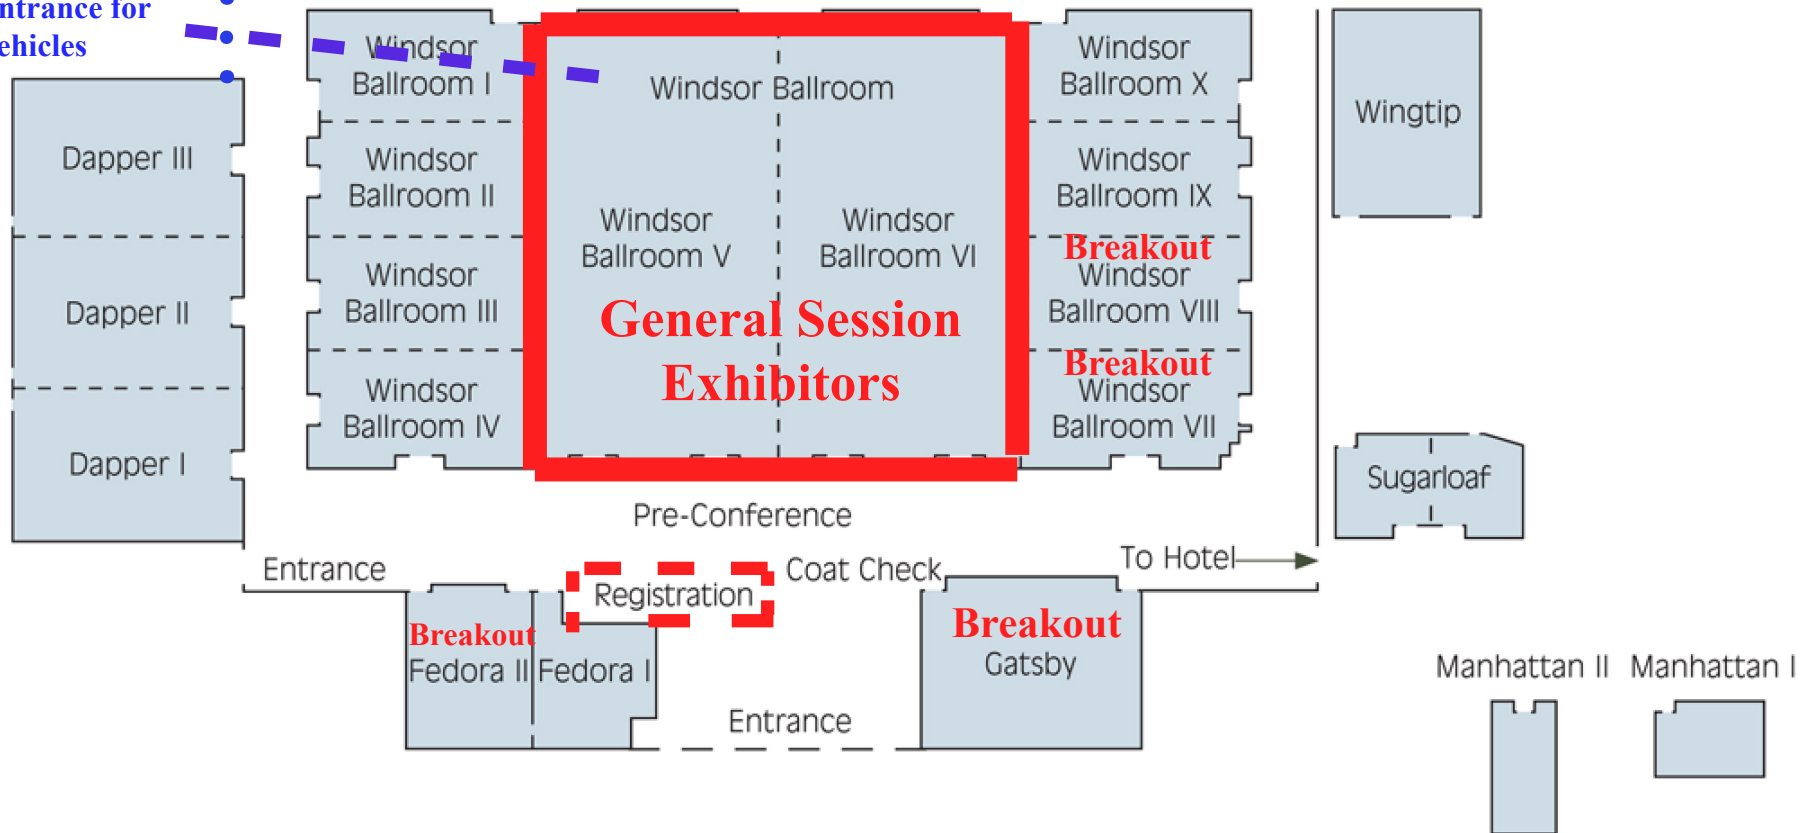 ntrance for
ehicles
Windsor
Ballroom I
Windsor Ballroom
Windsor
Ballroom X
Wingtip
Dapper III
Windsor
Ballroom II
Windsor
Ballroom IX
Windsor
Ballroom V
Windsor
Ballroom VI
Breakout
Windsor
Ballroom VIII
Dapper II
Windsor
Ballroom III
General Session
Exhibitors
Breakout
Windsor
Ballroom VII
Windsor
Ballroom IV
Dapper I
Sugarloaf
Pre-Conference
Entrance
Registration
Coat Check
To Hotel
Breakout
Fedora II
Fedora I
Breakout
Gatsby
Entrance
Manhattan II
Manhattan I